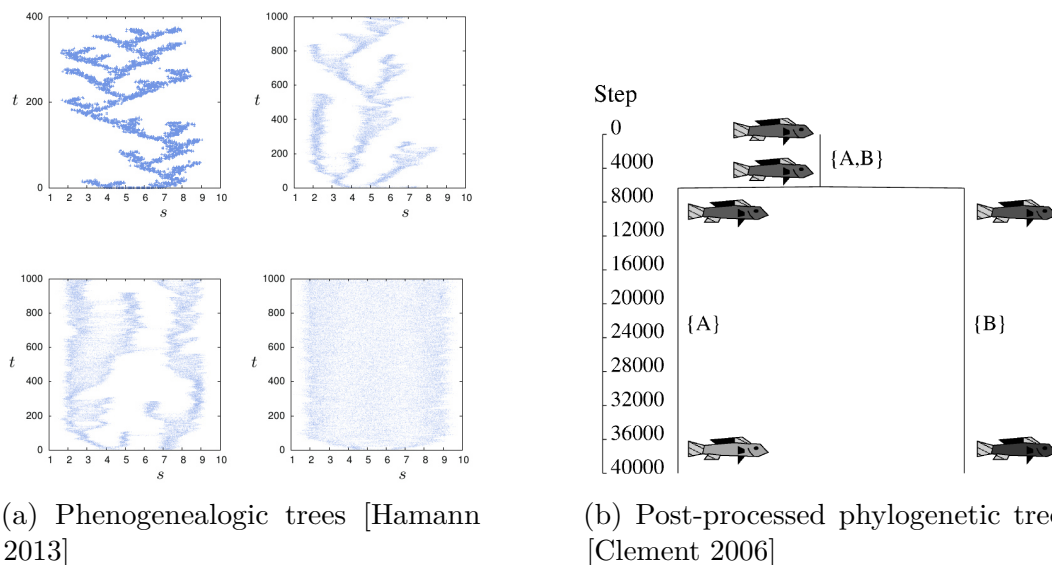 400
200
0
t
1 2 3 4 5 6 7 8 9 10
s
1000
800
600
400
200
0
t
1 2 3 4 5 6 7 8 9 10
s
1000
800
600
400
200
0
t
1 2 3 4 5 6 7 8 9 10
s
1000
800
600
400
200
0
t
1 2 3 4 5 6 7 8 9 10
s
(a) Phenogenealogic trees [Hamann
2013]
Step
0
4000
8000
12000
16000
20000
24000
28000
32000
36000
40000
{A,B}
{A}
{B}
(b) Post-processed phylogenetic tree
[Clement 2006]